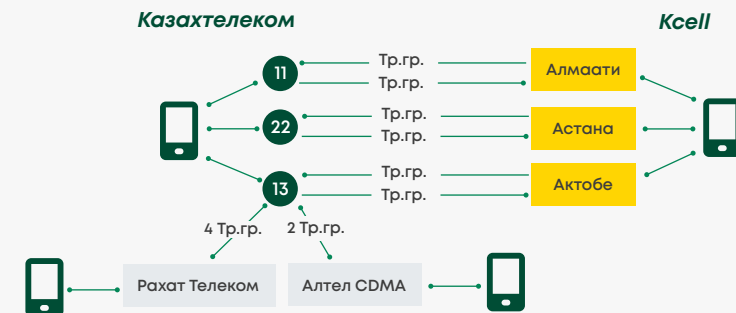 Казахтелеком
Kcell
11
Тр.гр.
Тр.гр.
Алмаати
22
Тр.гр.
Тр.гр.
Астана
13
Тр.гр.
Тр.гр.
Актобе
4 Тр.гр.
2 Тр.гр.
Рахат Телеком
Алтел CDMA